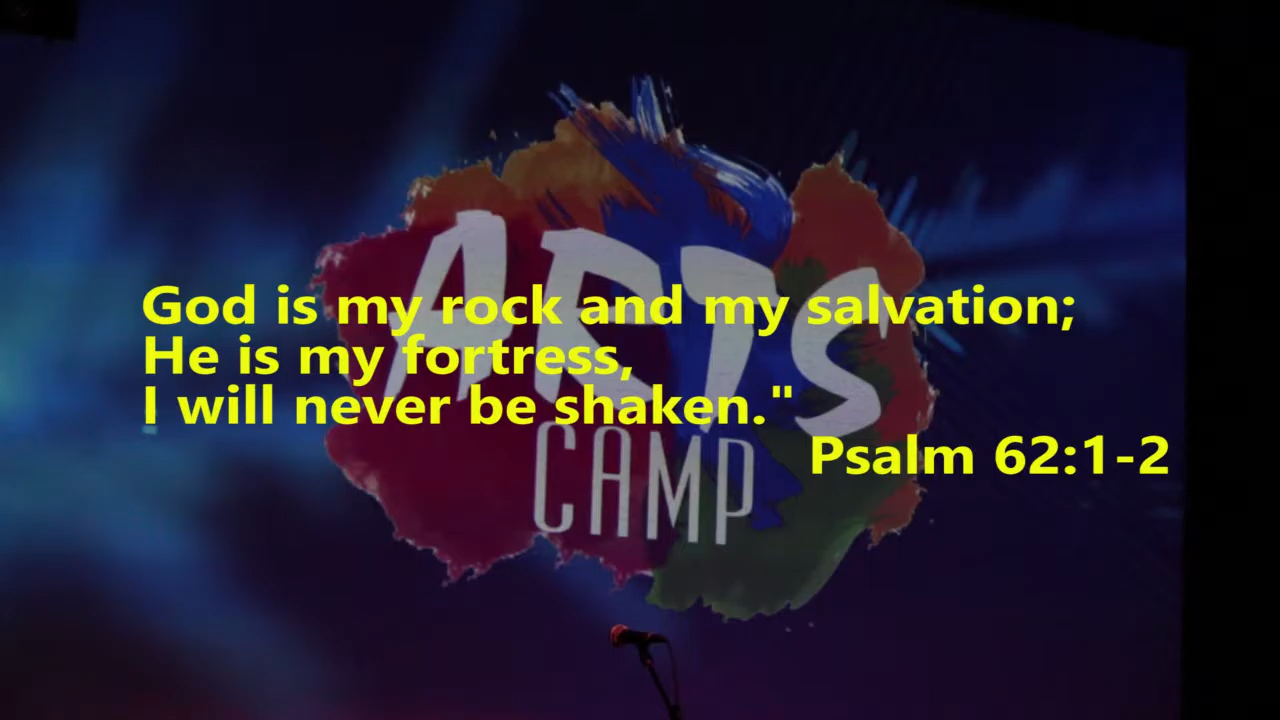 ARTS
CAMP
God is my rock and my salvation;
He is my fortress,
I will never be shaken."
Psalm 62:1-2